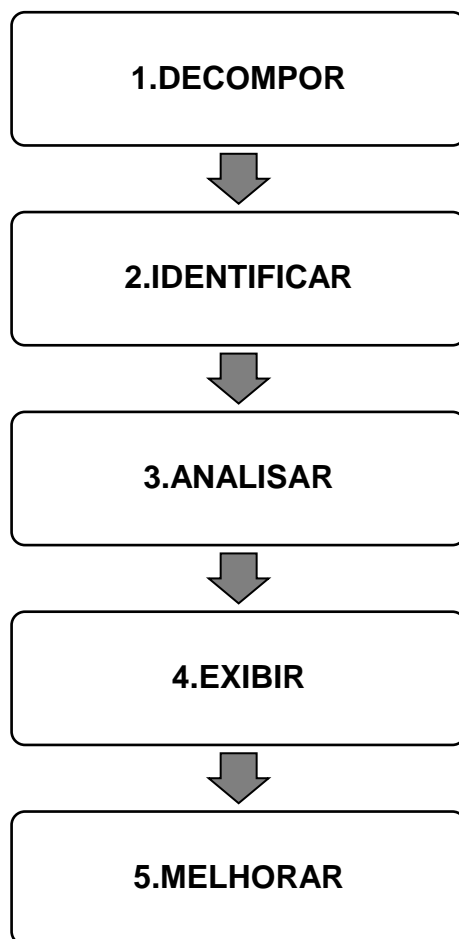 1.DECOMPOR
2.IDENTIFICAR
3.ANALISAR
4.EXIBIR
5.MELHORAR